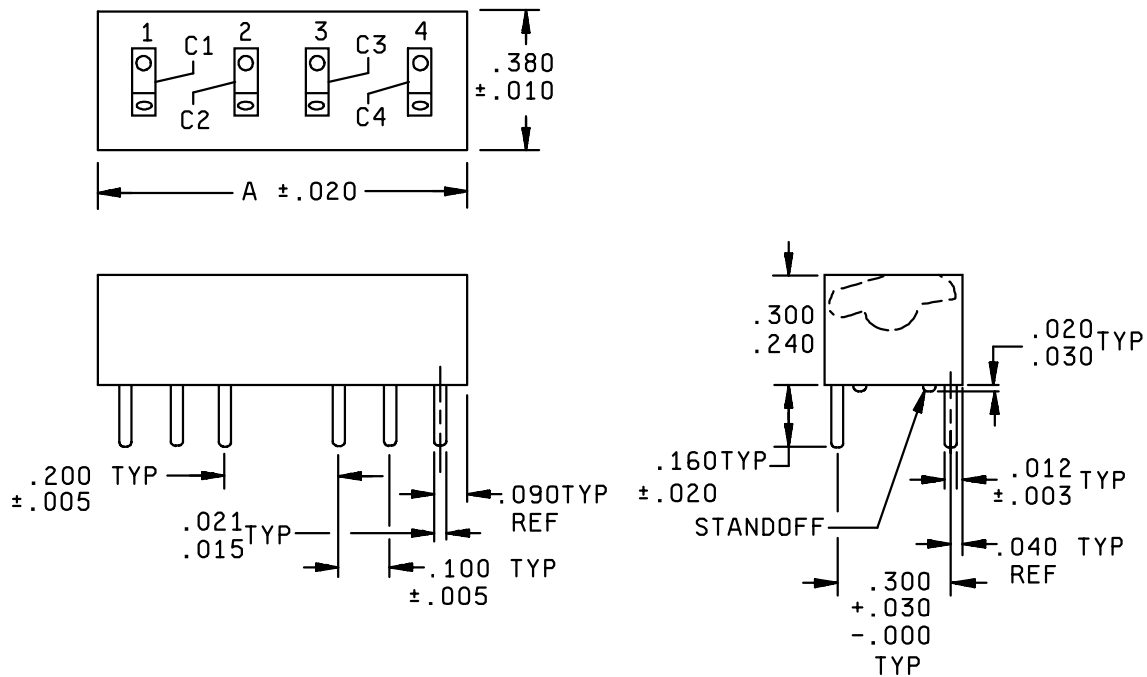 1 2 3 4
C1 C3
C2 C4
.380
±.010
A ±.020
.300
.240
.020
.030
TYP
.200 TYP
±.005
.021
.015
TYP
.090TYP
REF
.100 TYP
±.005
.160TYP
±.020
STANDOFF
.012
±.003
TYP
.040 TYP
REF
.300
+.030
-.000
TYP